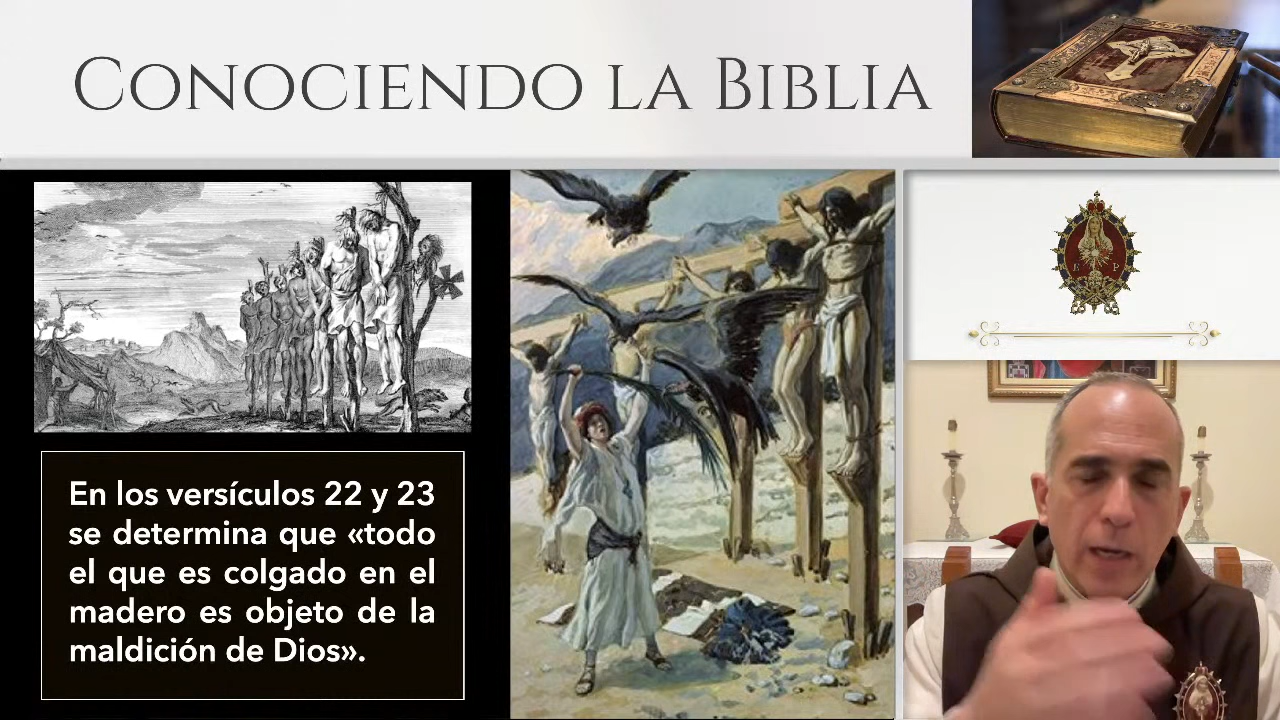 CONOCIENDO LA BIBLIA
En los versículos 22 y 23
se determina que «todo
el que es colgado en el
madero es objeto de la
maldición de Dios».
E P